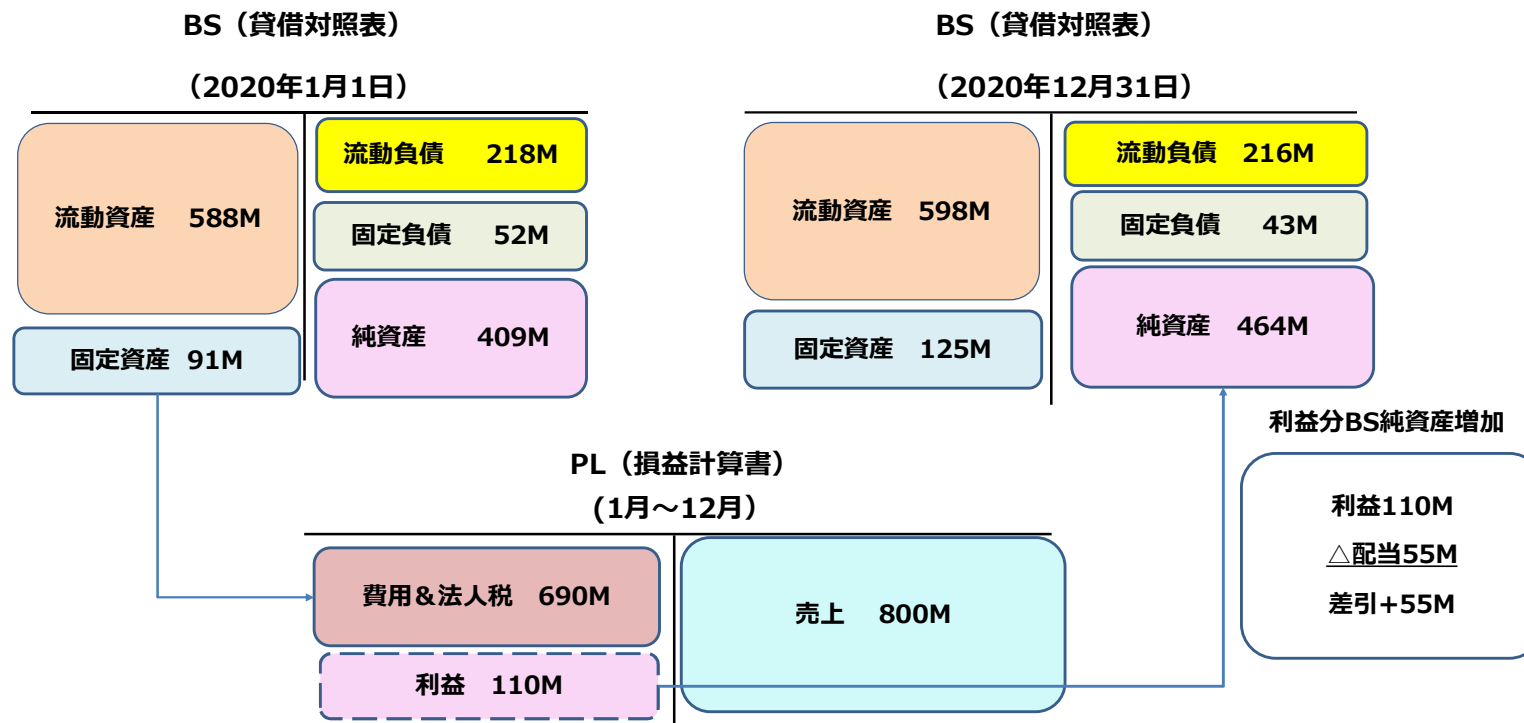 BS（貸借対照表）
（2020年1月1日）
流動資産 588M
固定資産 91M
流動負債 218M
固定負債 52M
純資産 409M
BS（貸借対照表）
（2020年12月31日）
流動資産 598M
固定資産 125M
流動負債 216M
固定負債 43M
純資産 464M
PL（損益計算書）
(1月～12月）
費用＆法人税 690M
利益 110M
売上 800M
利益分BS純資産増加
利益110M
△配当55M
差引+55M